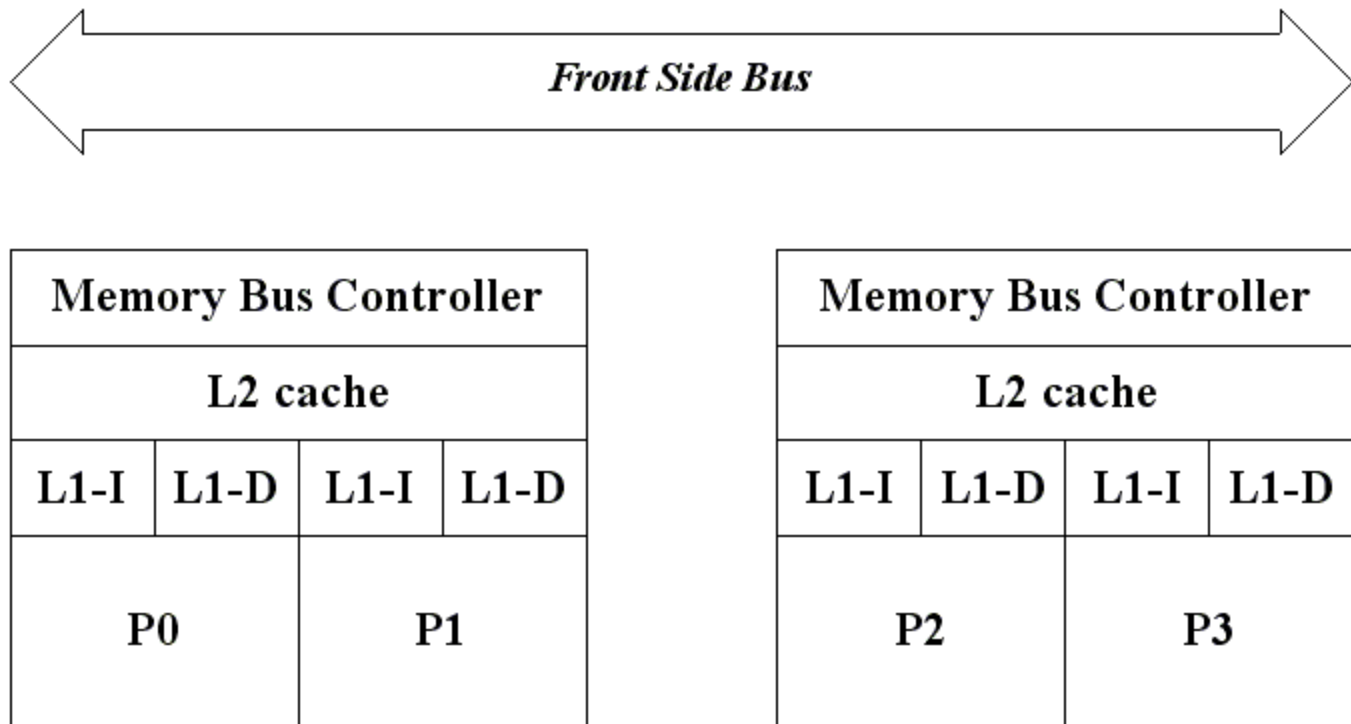 Front Side Bus
Memory Bus Controller Memory Bus Controller
L2 cache L2 cache
L1-I L1-D L1-I L1-D L1-I L1-D L1-I L1-D
P0 P1 P2 P3